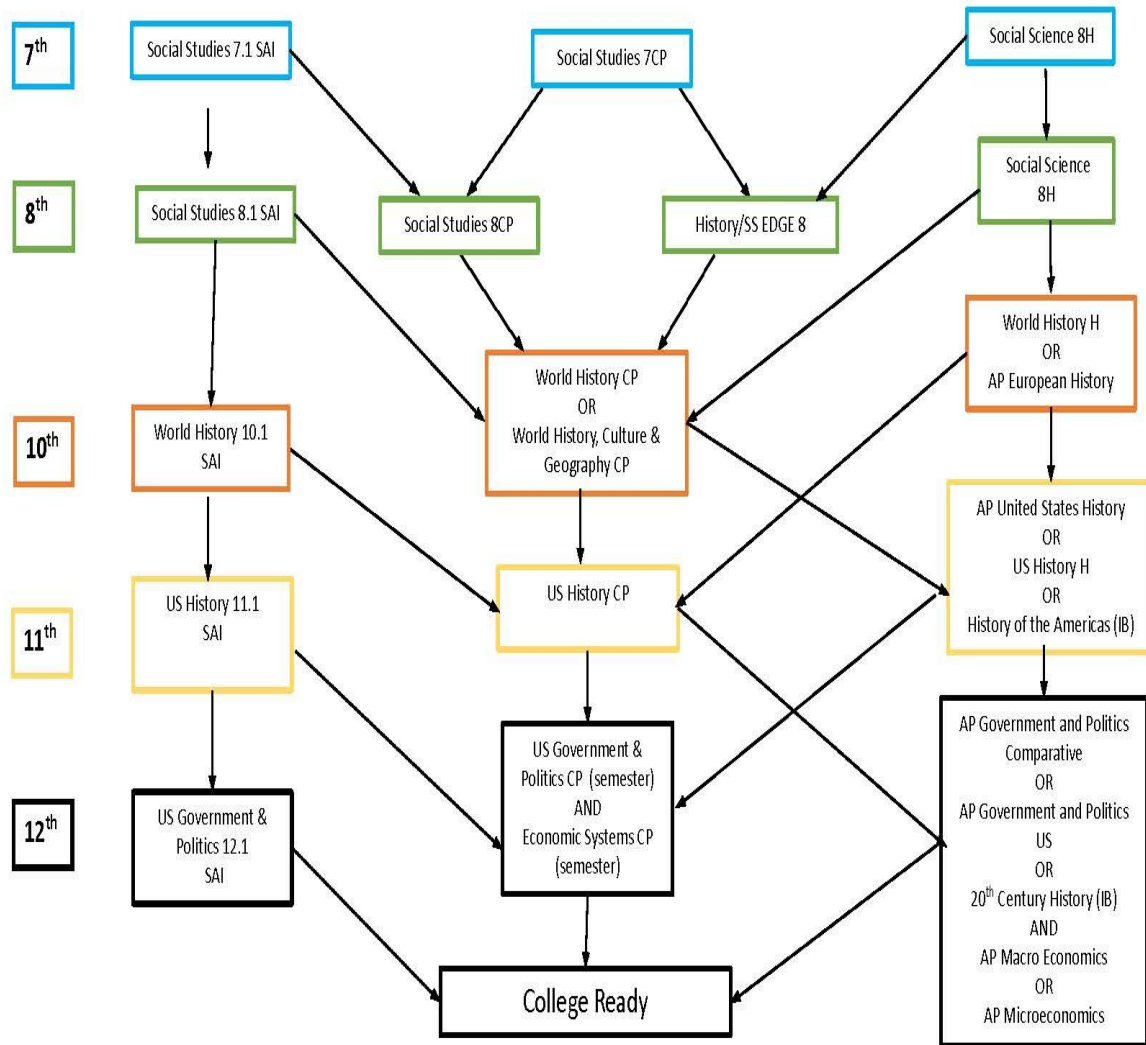 7th
Social Studies 7.1 SAI
Social Studies 7CP
Social Science 8H
8th
Social Studies 8.1 SAI
Social Studies 8CP
History/SS EDGE 8
Social Science
8H
10th
World History 10.1
SAI
World History CP
OR
World History, Culture &
Geography CP
World History H
OR
AP European History
11th
US History 11.1
SAI
US History CP
AP United States History
OR
US History H
OR
History of the Americas (IB)
12th
US Government &
Politics 12.1
SAI
US Government &
Politics CP (semester)
AND
Economic Systems CP
(semester)
AP Government and Politics
Comparative
OR
AP Government and Politics
US
OR
20th Century History (IB)
AND
AP Macro Economics
OR
AP Microeconomics
College Ready